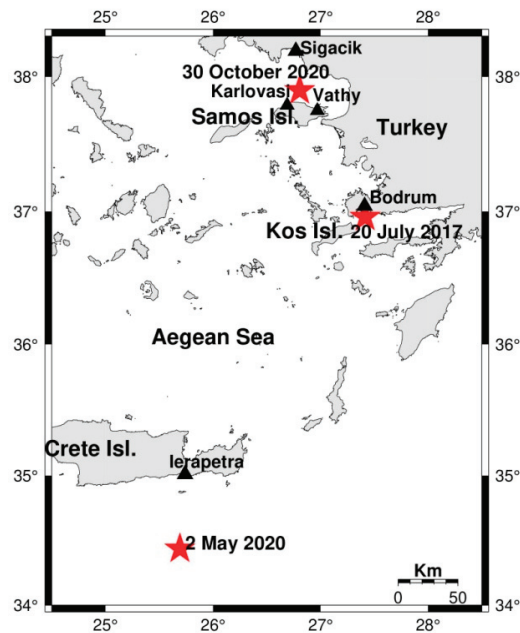 25° 26° 27° 28°
Sigacik
38° 38°
30 October 2020
Karlovasi Vathy
Samos Isl.
Turkey
Bodrum
37° 37°
Kos Isl. 20 July 2017
36° 36°
Aegean Sea
Crete Isl.
Ierapetra
35° 35°
2 May 2020
Km
0 50
34° 34°
25° 26° 27° 28°